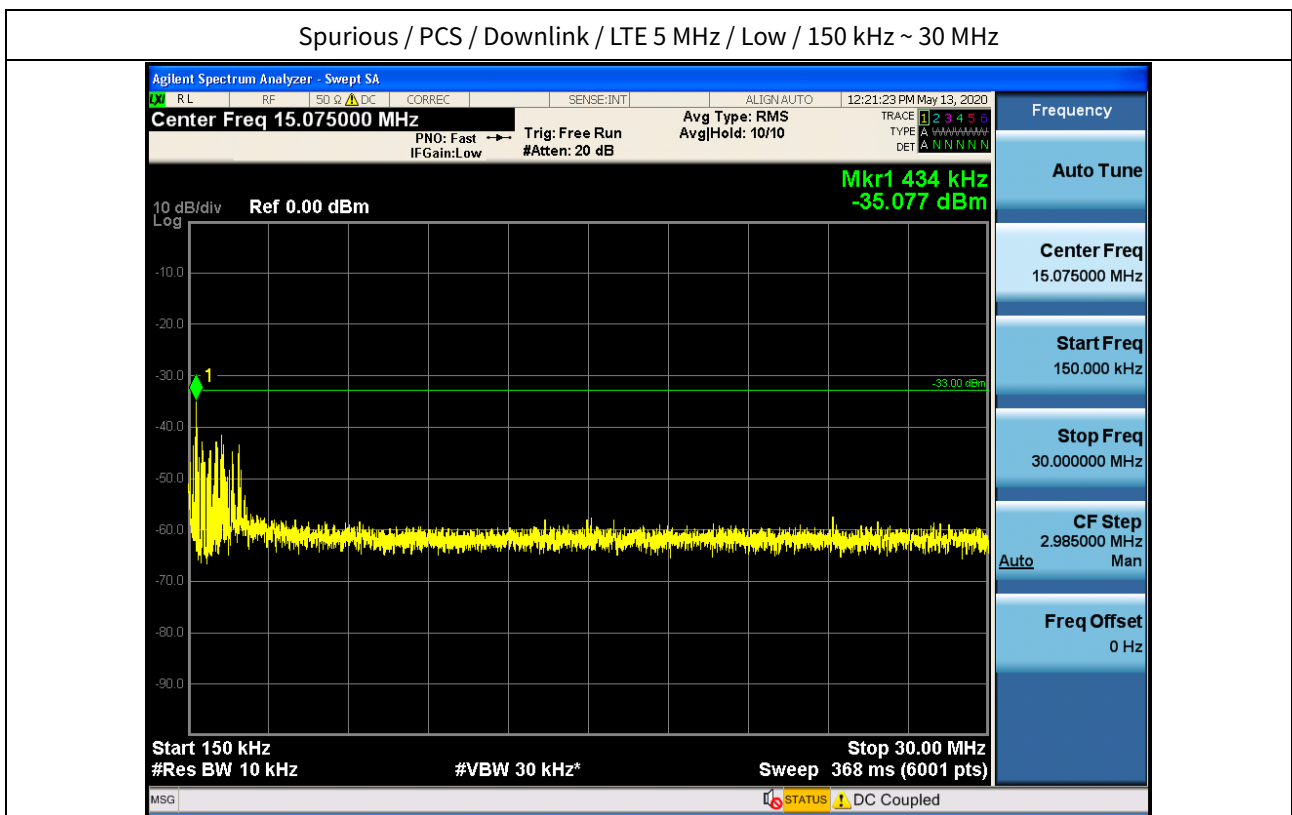 Spurious / PCS / Downlink / LTE 5 MHz / Low / 150 kHz ~ 30 MHz
Agilent Spectrum Analyzer - Swept SA
LXI RL RF 50 Ω DC CORREC SENSE:INT ALIGN AUTO 12:21:23 PM May 13, 2020
Center Freq 15.075000 MHz
PNO: Fast
IFGain:Low
Trig: Free Run
#Atten: 20 dB
Avg Type: RMS
Avg|Hold: 10/10
TRACE 1 2 3 4 5 6
TYPE A WWWWW
DET A N N N N N
Mkr1 434 kHz
-35.077 dBm
10 dB/div Ref 0.00 dBm
Log
-10.0
-20.0
-30.0
1
-33.00 dBm
-40.0
-50.0
-60.0
-70.0
-80.0
-90.0
Start 150 kHz Stop 30.00 MHz
#Res BW 10 kHz #VBW 30 kHz* Sweep 368 ms (6001 pts)
MSG STATUS DC Coupled
Frequency
Auto Tune
Center Freq
15.075000 MHz
Start Freq
150.000 kHz
Stop Freq
30.000000 MHz
CF Step
2.985000 MHz
Auto Man
Freq Offset
0 Hz